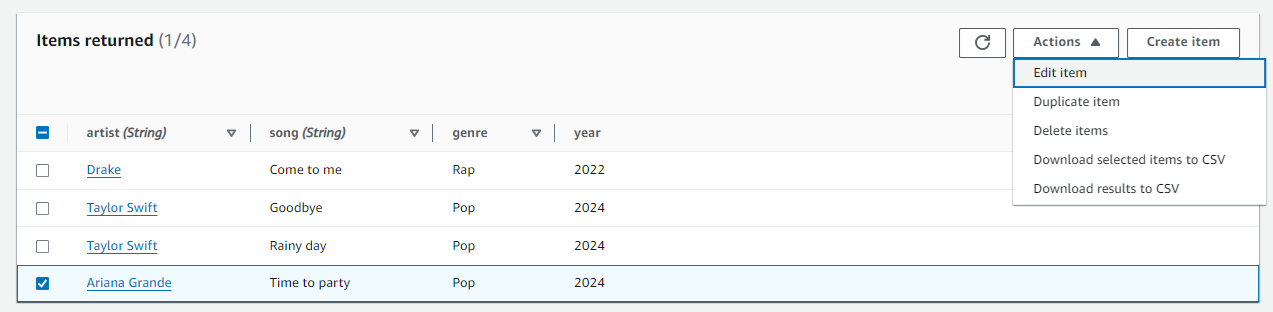 Items returned (1/4)
Actions
Create item
Edit item
Duplicate item
Delete items
Download selected items to CSV
Download results to CSV
artist (String) song (String) genre year
Drake Come to me Rap 2022
Taylor Swift Goodbye Pop 2024
Taylor Swift Rainy day Pop 2024
Ariana Grande Time to party Pop 2024